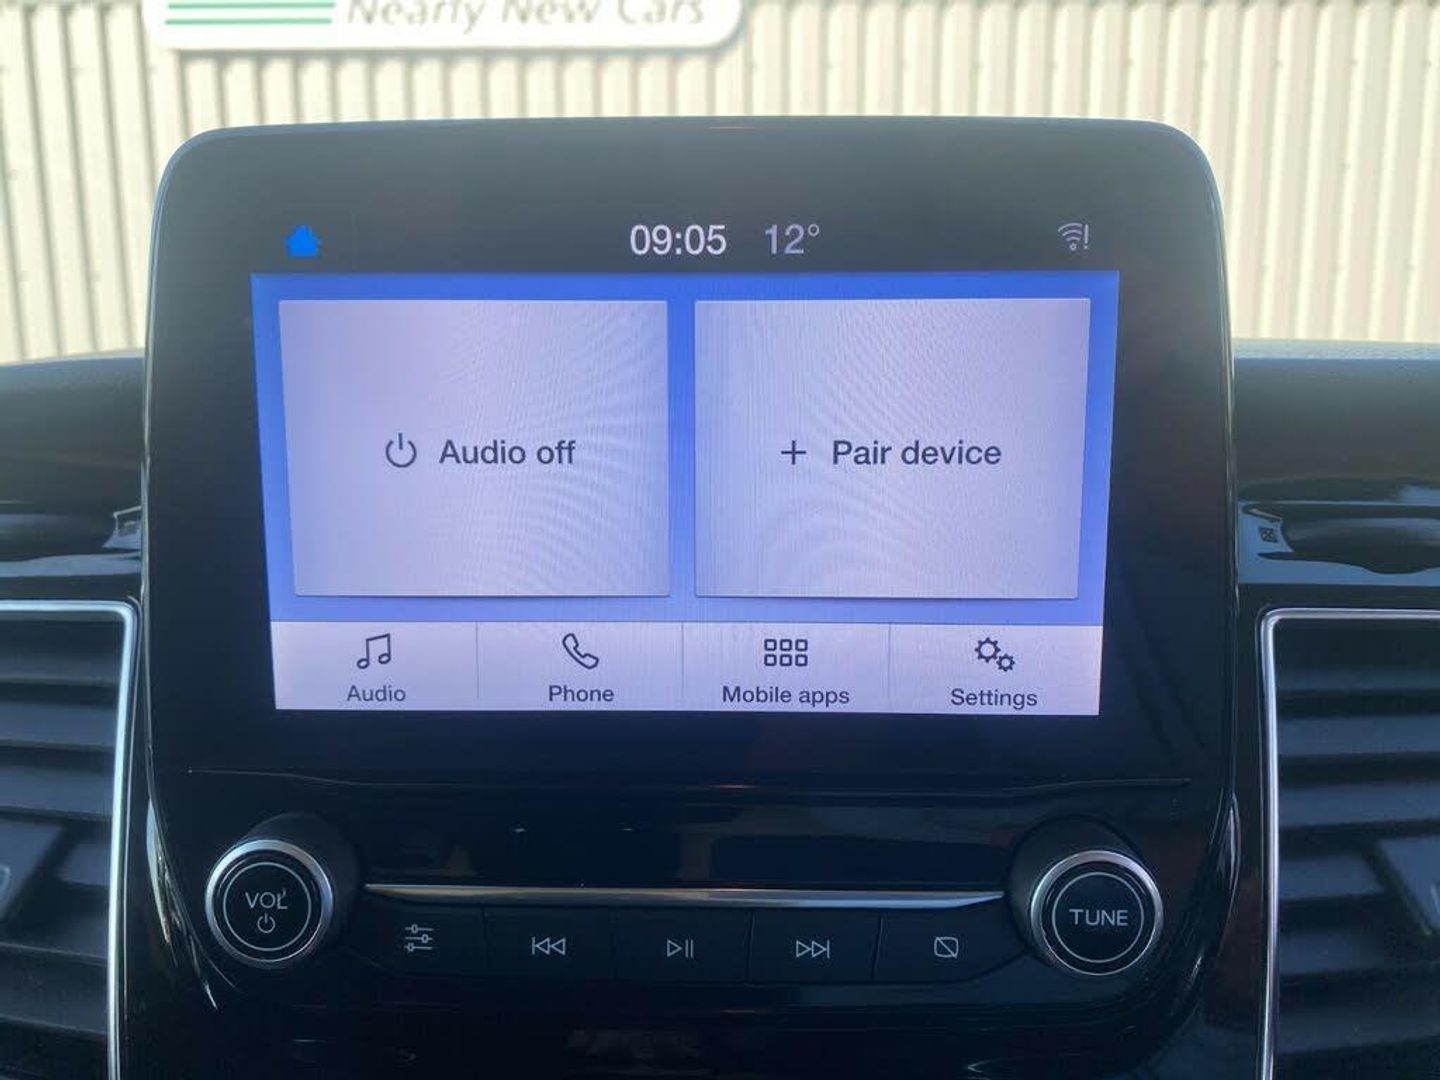 Nearly New Cars
09:05 12°
Audio off
Pair device
Audio Phone Mobile apps Settings
VOL
TUNE